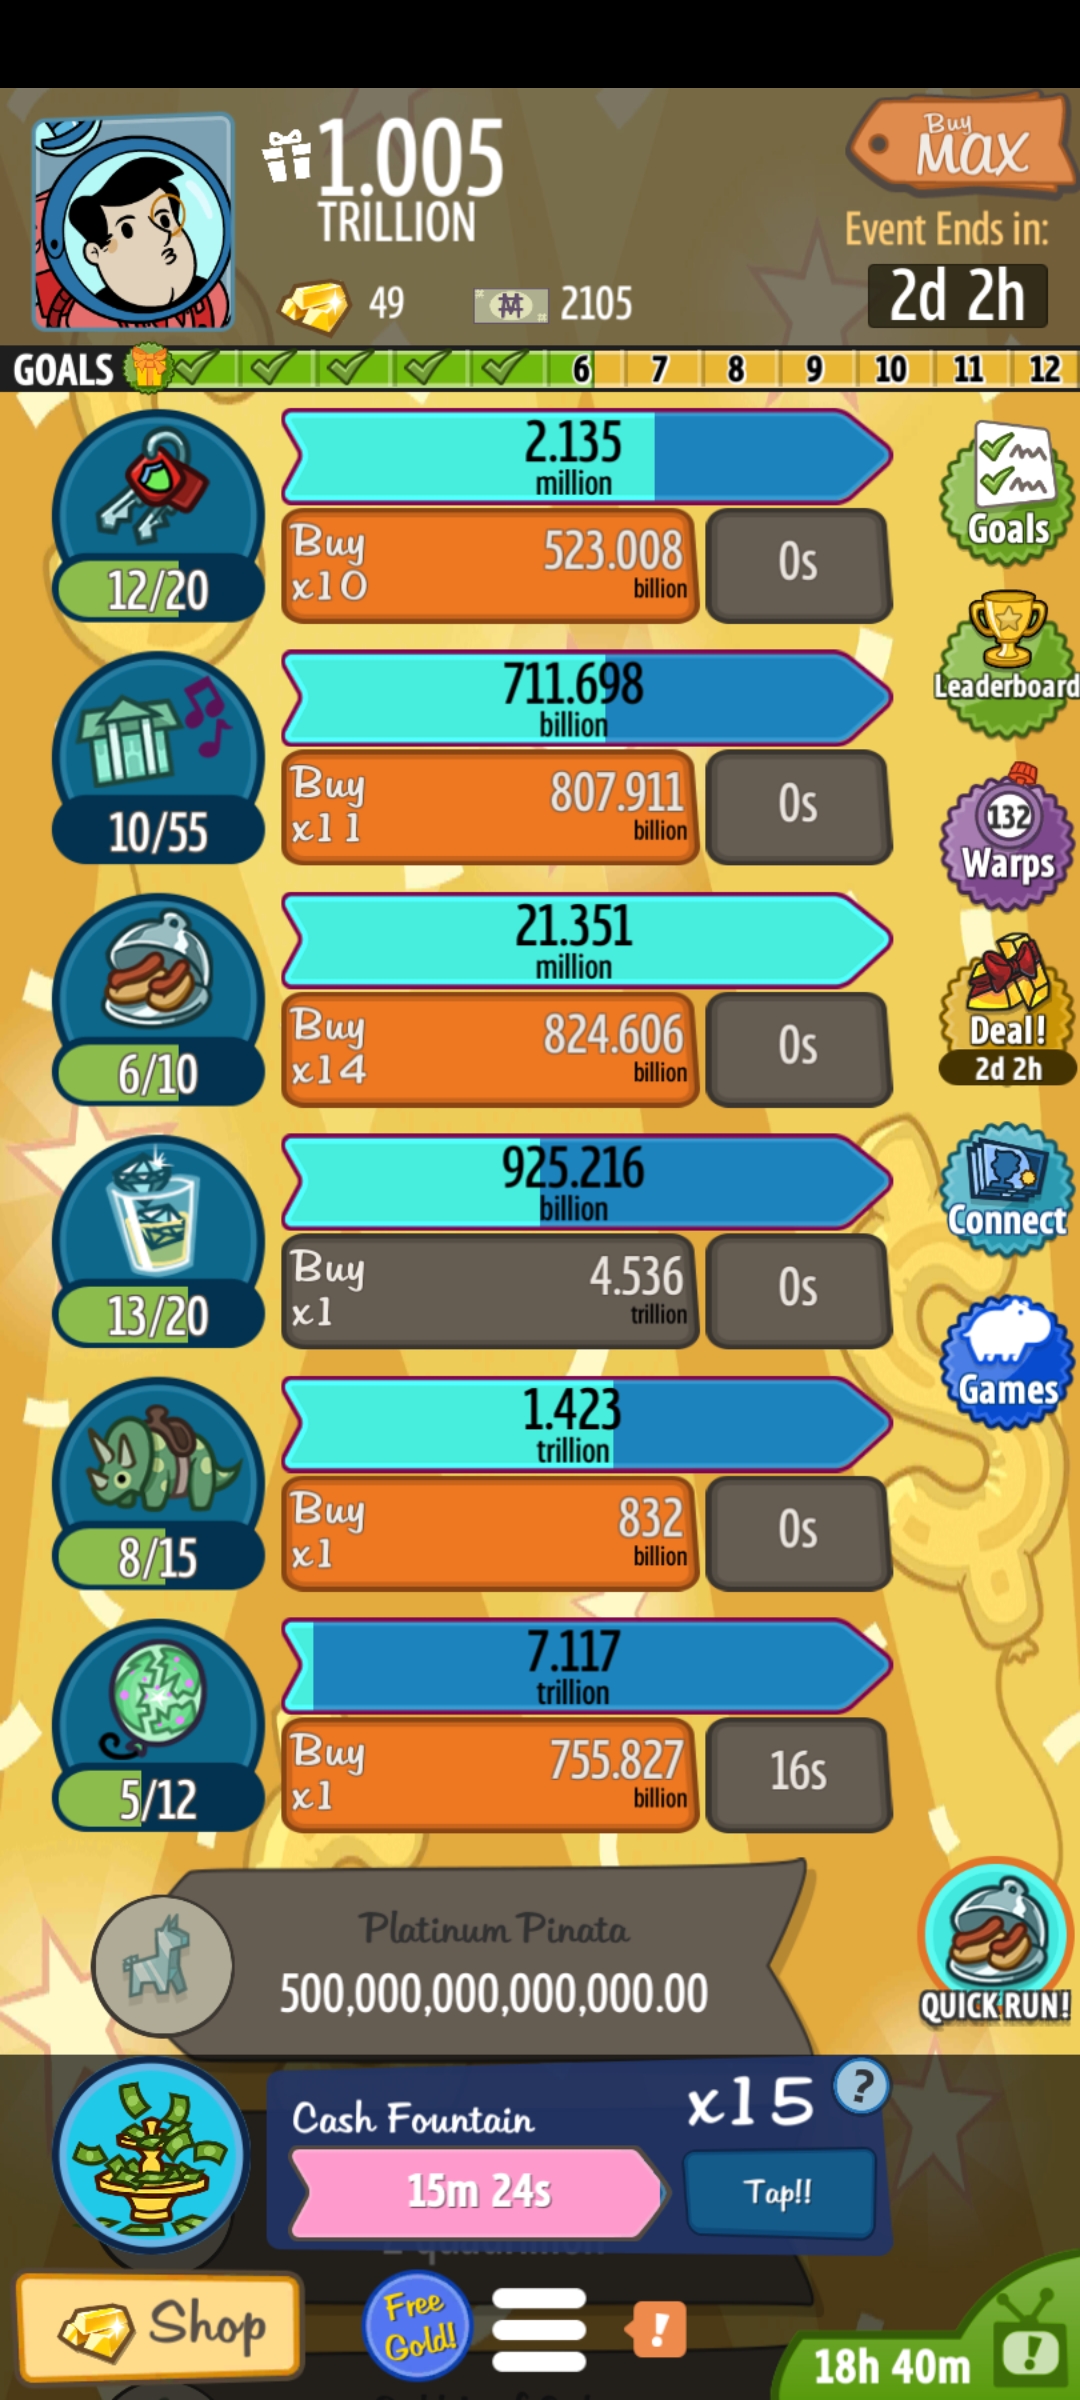 1.005
TRILLION
49
2105
Buy
MAX
Event Ends in:
2d 2h
GOALS
6 7 8 9 10 11 12
2.135
million
Buy
x10
523.008
billion
0s
12/20
711.698
billion
Buy
x11
807.911
billion
0s
10/55
21.351
million
Buy
x14
824.606
billion
0s
6/10
925.216
billion
Buy
x1
4.536
trillion
0s
13/20
1.423
trillion
Buy
x1
832
billion
0s
8/15
7.117
trillion
Buy
x1
755.827
billion
16s
5/12
Goals
Leaderboard
132
Warps
Deal!
2d 2h
Connect
Games
Platinum Pinata
500,000,000,000,000.00
QUICK RUN!
Cash Fountain
x15
?
15m 24s
Tap!!
Shop
Free
Gold!
!
18h 40m
!